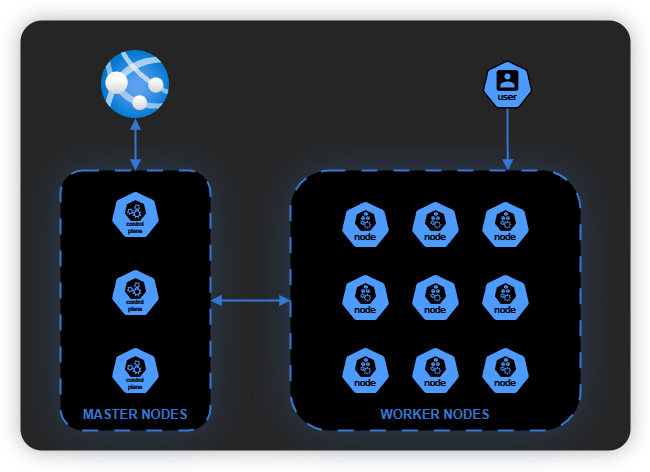 user
control
plane
node
node
node
control
plane
node
node
node
control
plane
node
node
node
MASTER NODES
WORKER NODES